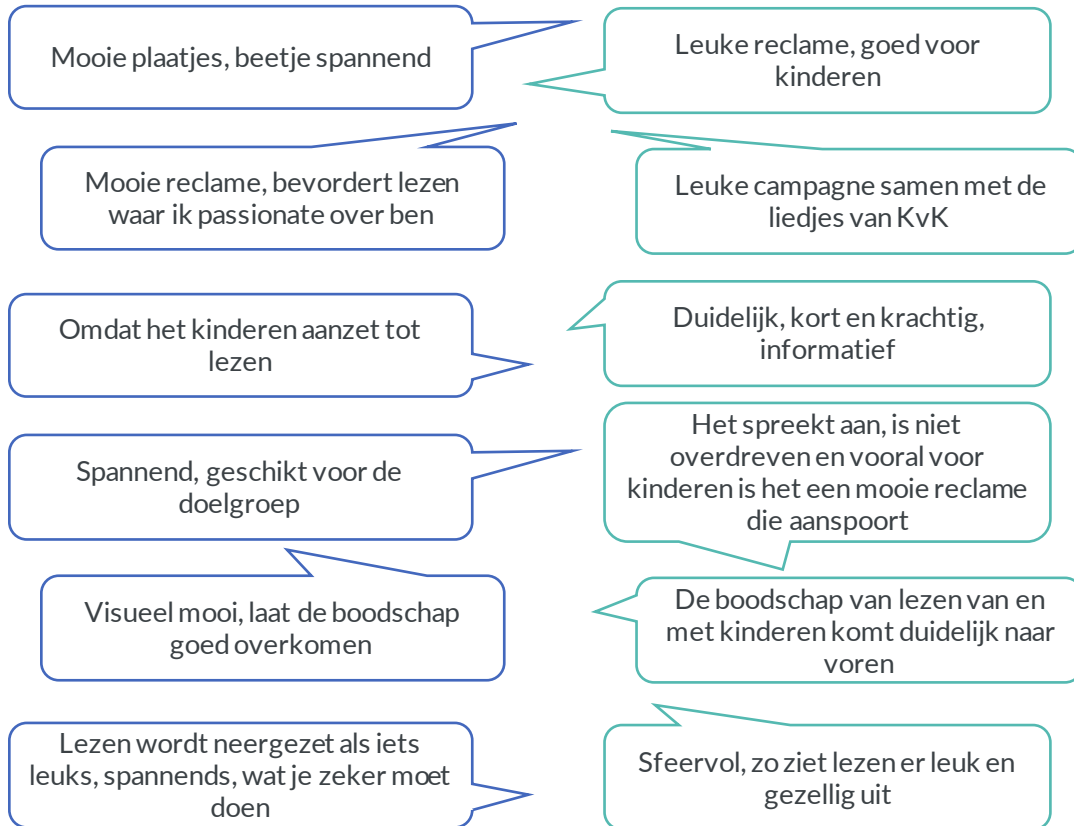 Mooie plaatjes, beetje spannend
Leuke reclame, goed voor
kinderen
Mooie reclame, bevordert lezen
waar ik passionate over ben
Leuke campagne samen met de
liedjes van KvK
Omdat het kinderen aanzet tot
lezen
Duidelijk, kort en krachtig,
informatief
Spannend, geschikt voor de
doelgroep
Het spreekt aan, is niet
overdreven en vooral voor
kinderen is het een mooie reclame
die aanspoort
Visueel mooi, laat de boodschap
goed overkomen
De boodschap van lezen van en
met kinderen komt duidelijk naar
voren
Lezen wordt neergezet als iets
leuks, spannends, wat je zeker moet
doen
Sfeervol, zo ziet lezen er leuk en
gezellig uit